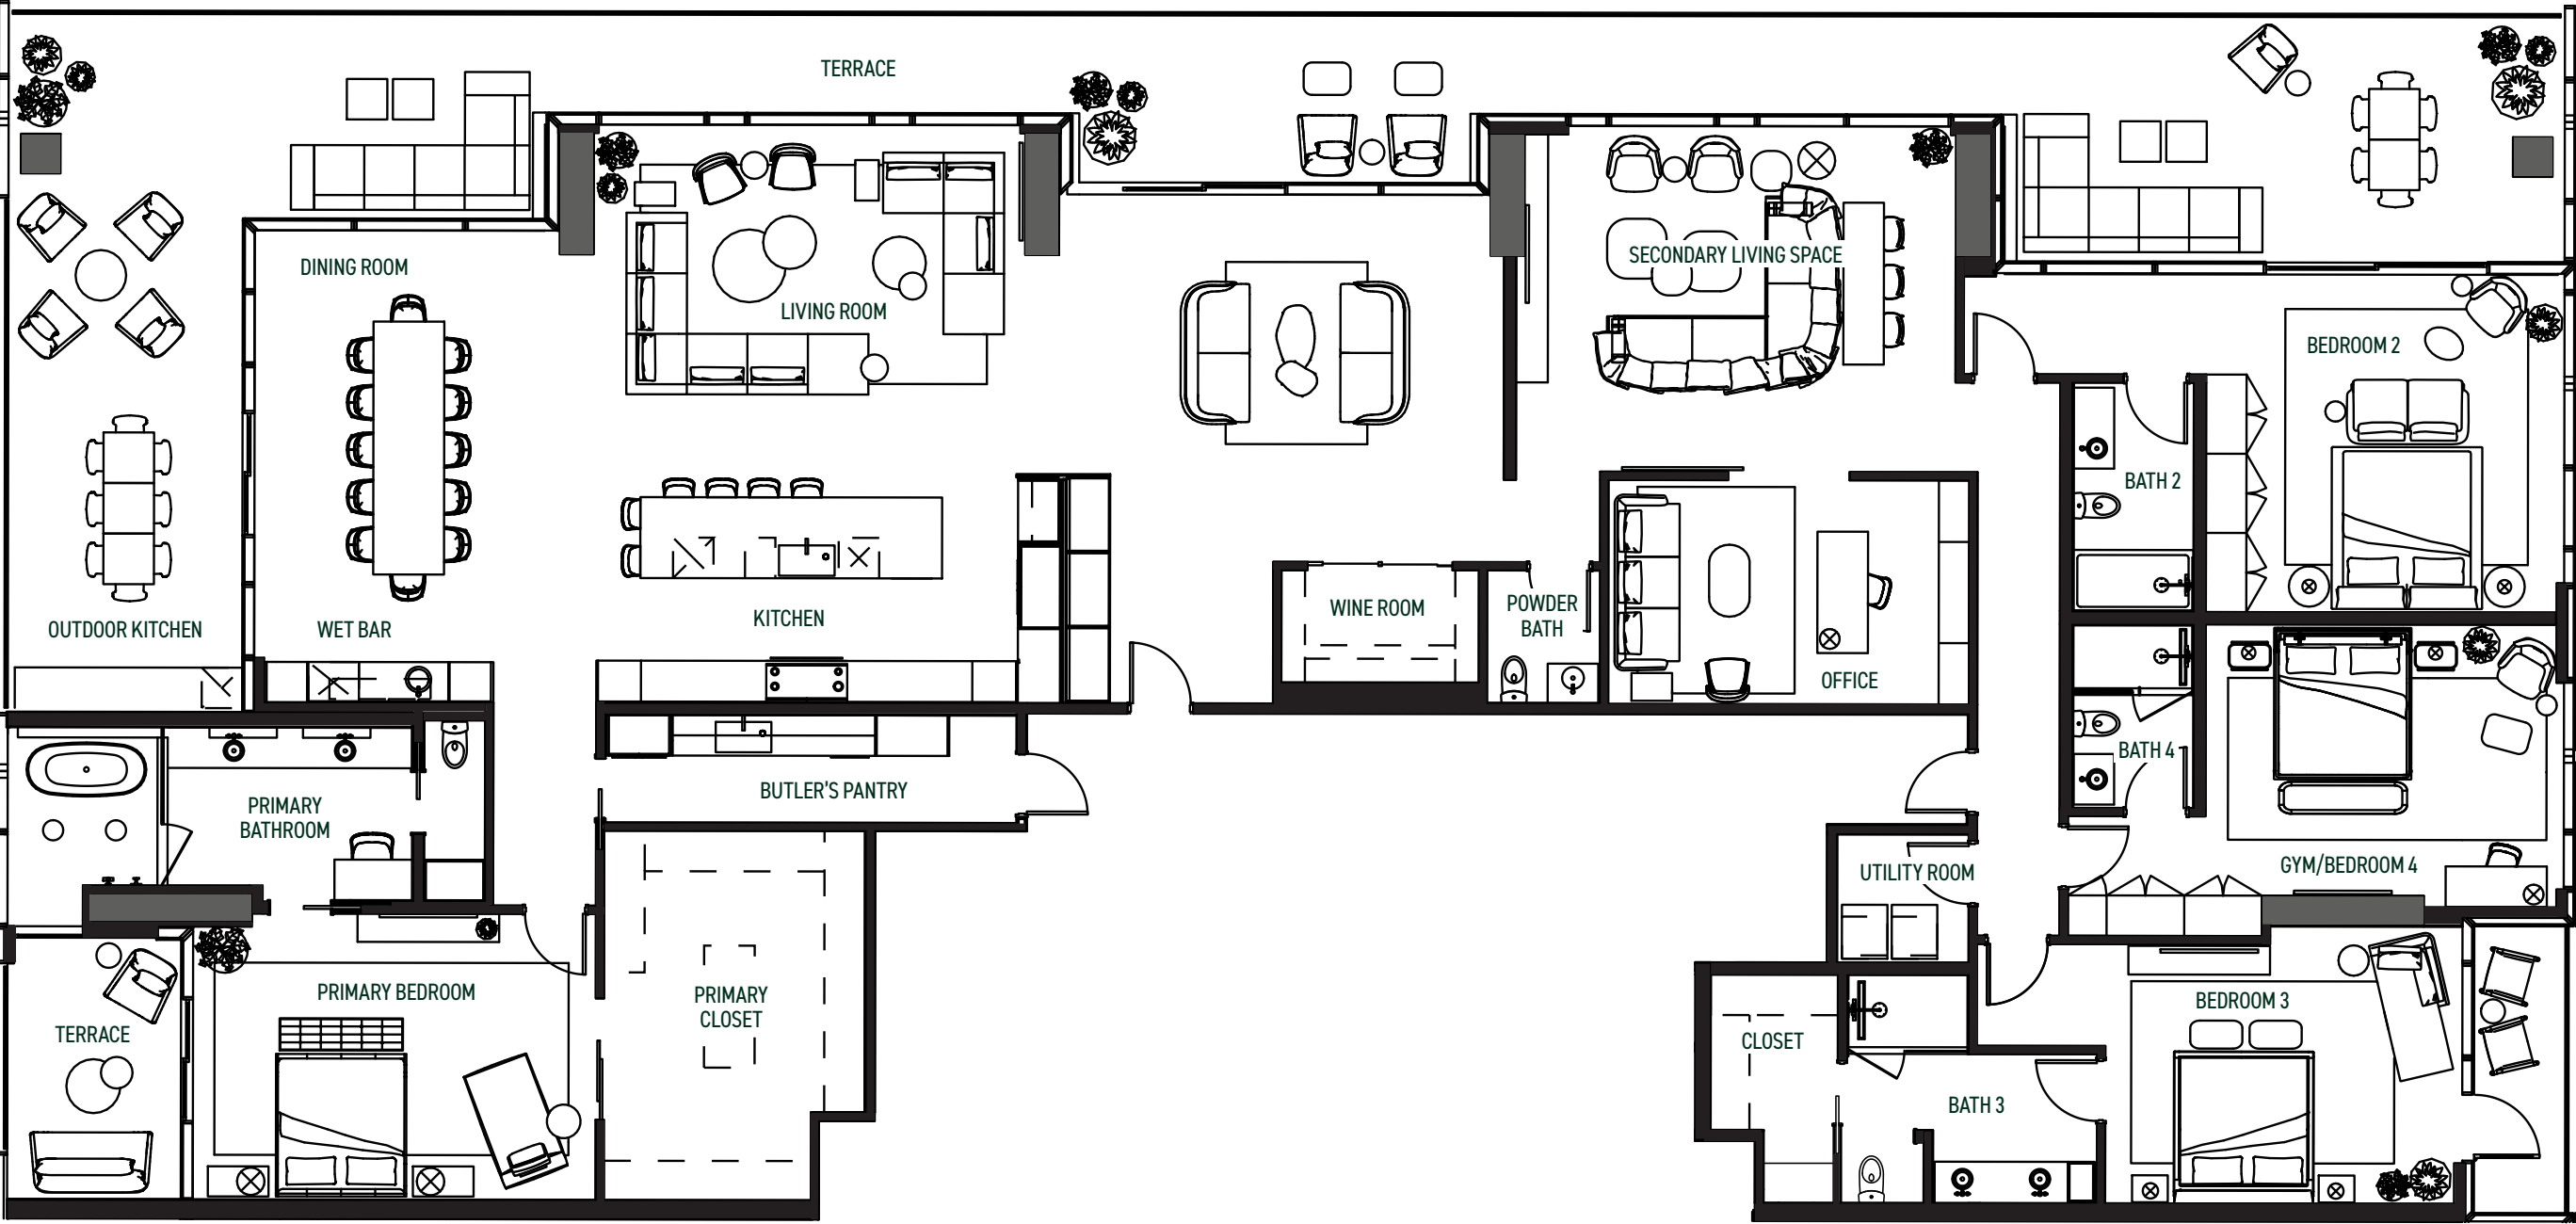 TERRACE
DINING ROOM
LIVING ROOM
SECONDARY LIVING SPACE
BEDROOM 2
BATH 2
OUTDOOR KITCHEN
WET BAR
KITCHEN
WINE ROOM
POWDER
BATH
OFFICE
BATH 4
GYM/BEDROOM 4
PRIMARY
BATHROOM
BUTLER'S PANTRY
UTILITY ROOM
TERRACE
PRIMARY BEDROOM
PRIMARY
CLOSET
CLOSET
BATH 3
BEDROOM 3